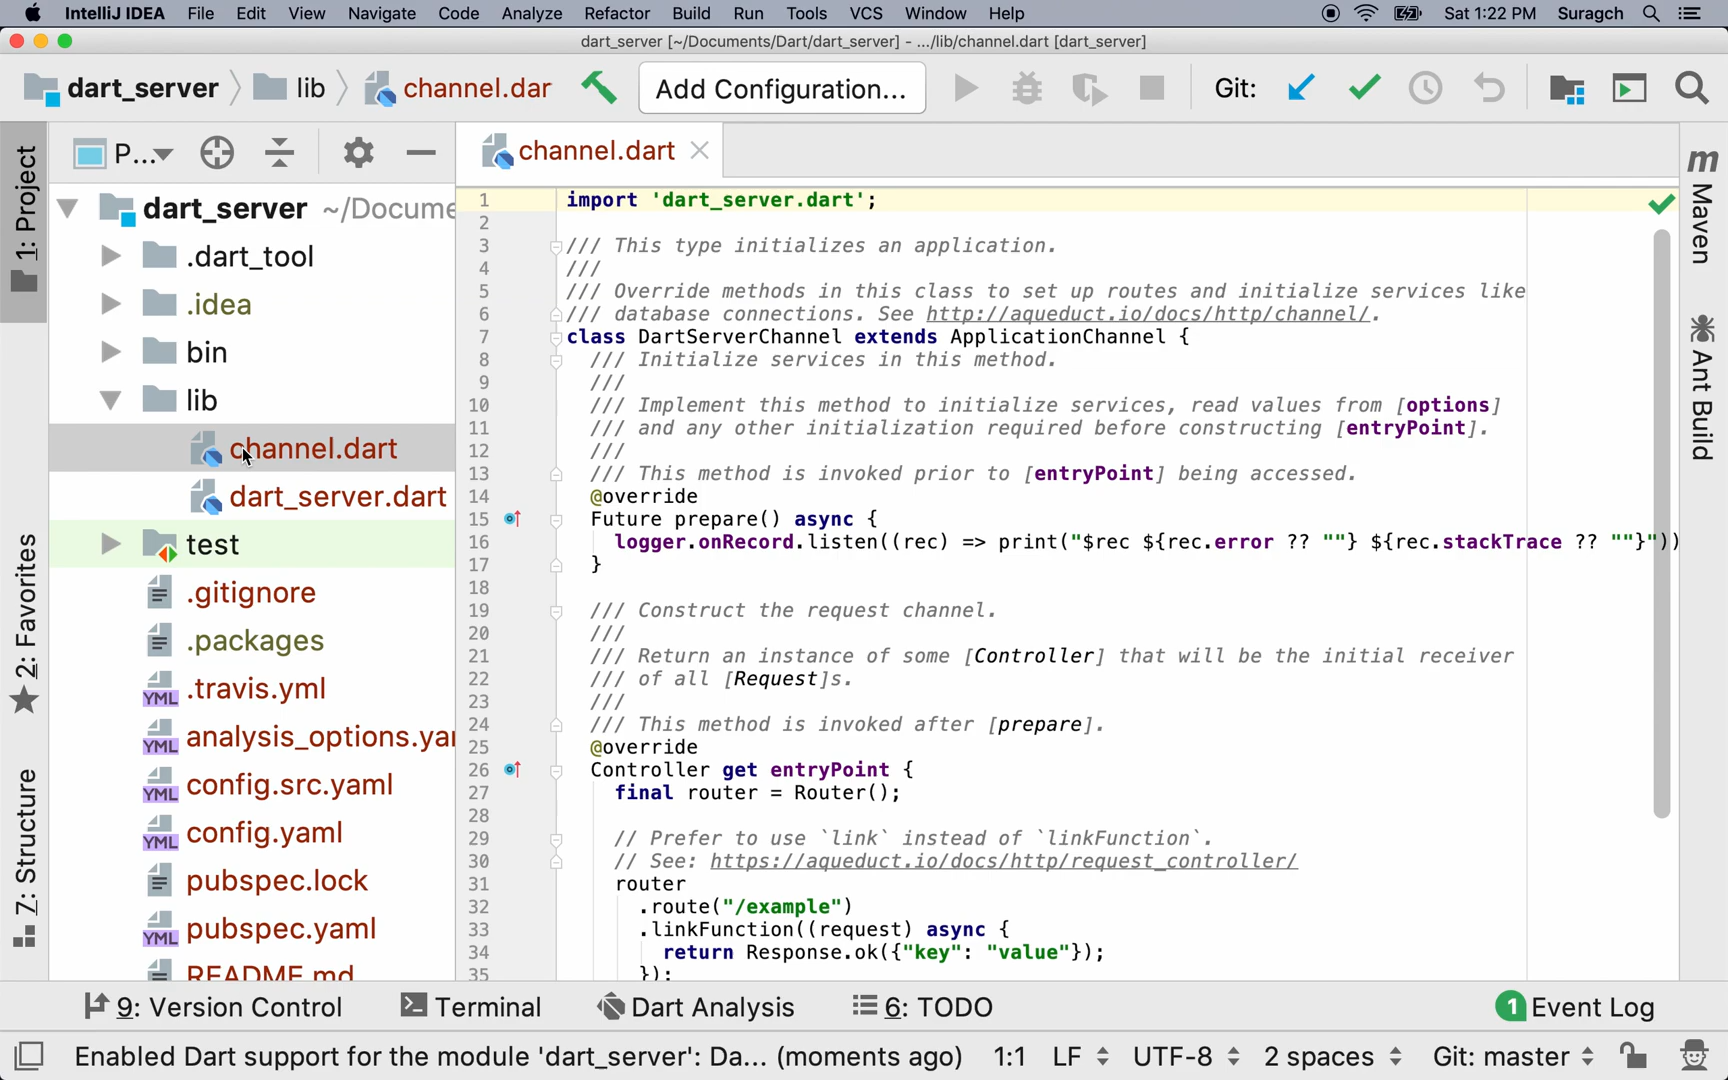 IntelliJ IDEA File Edit View Navigate Code Analyze Refactor Build Run Tools VCS Window Help Sat 1:22 PM Suragch
dart_server [~/Documents/Dart/dart_server] - .../lib/channel.dart [dart_server]
dart_server lib channel.dar Add Configuration... Git:
1: Project
2: Favorites
7: Structure
P...
dart_server ~/Docume
.dart_tool
.idea
bin
lib
channel.dart
dart_server.dart
test
.gitignore
.packages
.travis.yml
analysis_options.yar
config.src.yaml
config.yaml
pubspec.lock
pubspec.yaml
README.md
YML
YML
YML
YML
YML
channel.dart
1 import 'dart_server.dart';
2
3 /// This type initializes an application.
4 ///
5 /// Override methods in this class to set up routes and initialize services like
6 /// database connections. See http://aqueduct.io/docs/http/channel/.
7 class DartServerChannel extends ApplicationChannel {
8 /// Initialize services in this method.
9 ///
10 /// Implement this method to initialize services, read values from [options]
11 /// and any other initialization required before constructing [entryPoint].
12 ///
13 /// This method is invoked prior to [entryPoint] being accessed.
14 @override
15 Future prepare() async {
16 logger.onRecord.listen((rec) => print("$rec ${rec.error ?? ""} ${rec.stackTrace ?? ""}"))
17 }
18
19 /// Construct the request channel.
20 ///
21 /// Return an instance of some [Controller] that will be the initial receiver
22 /// of all [Request]s.
23 ///
24 /// This method is invoked after [prepare].
25 @override
26 Controller get entryPoint {
27 final router = Router();
28
29 // Prefer to use `link` instead of `linkFunction`.
30 // See: https://aqueduct.io/docs/http/request_controller/
31 router
32 .route("/example")
33 .linkFunction((request) async {
34 return Response.ok({"key": "value"});
35 });
m Maven
Ant Build
9: Version Control Terminal Dart Analysis 6: TODO 1 Event Log
Enabled Dart support for the module 'dart_server': Da... (moments ago) 1:1 LF UTF-8 2 spaces Git: master